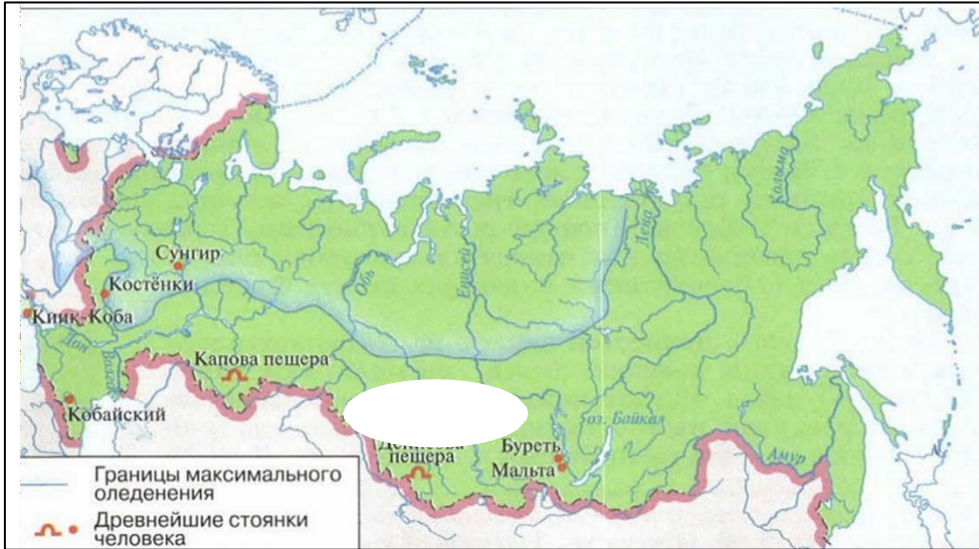 Колыма
Лена
Сунгир
Обь
Енисей
Костёнки
Киик-Коба
Дон
Волга
Капова пещера
Кобайский
оз. Байкал
пещера
Буреть
Мальта
Амур
Границы максимального
оледенения
Древнейшие стоянки
человека